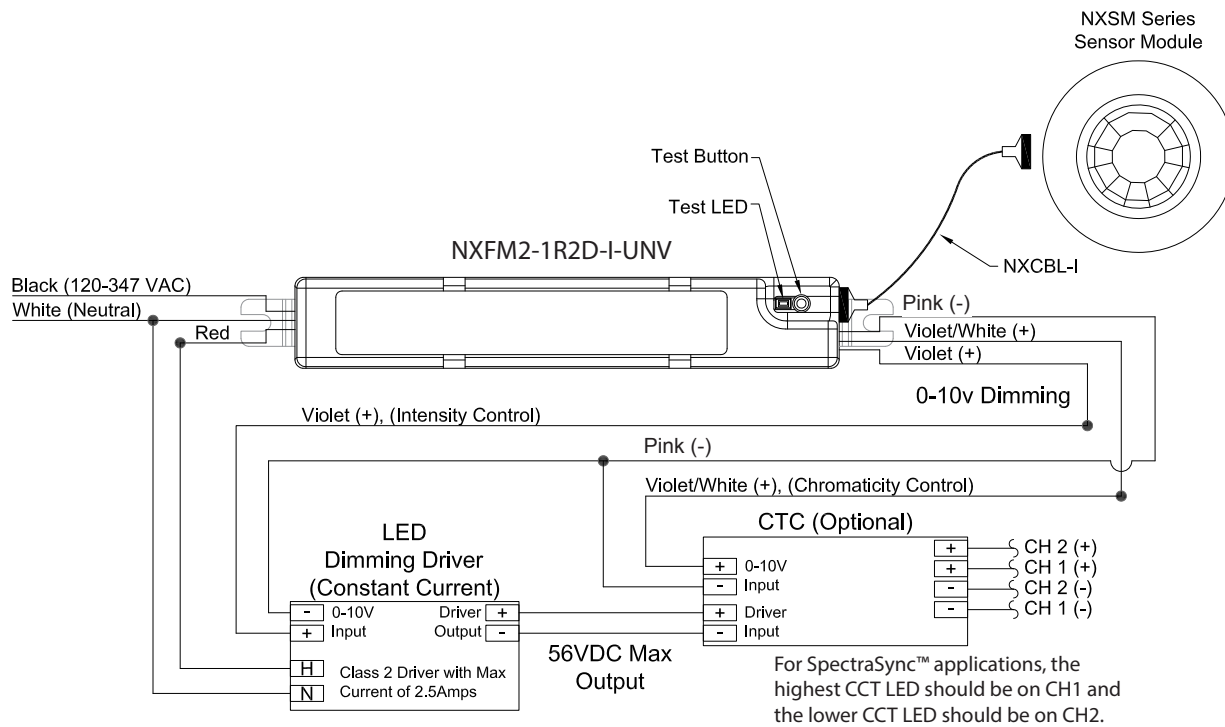 NXSM Series
Sensor Module
Test Button
Test LED
NXFM2-1R2D-I-UNV
NXCBL-I
Black (120-347 VAC)
White (Neutral)
Red
Pink (-)
Violet/White (+)
Violet (+)
0-10v Dimming
Violet (+), (Intensity Control)
Pink (-)
Violet/White (+), (Chromaticity Control)
LED
Dimming Driver
(Constant Current)
- 0-10V
+ Input
Driver +
Output -
H
N
Class 2 Driver with Max
Current of 2.5Amps
56VDC Max
Output
CTC (Optional)
+ 0-10V
- Input
+ Driver
- Input
+ CH 2 (+)
+ CH 1 (+)
- CH 2 (-)
- CH 1 (-)
For SpectraSync™ applications, the
highest CCT LED should be on CH1 and
the lower CCT LED should be on CH2.